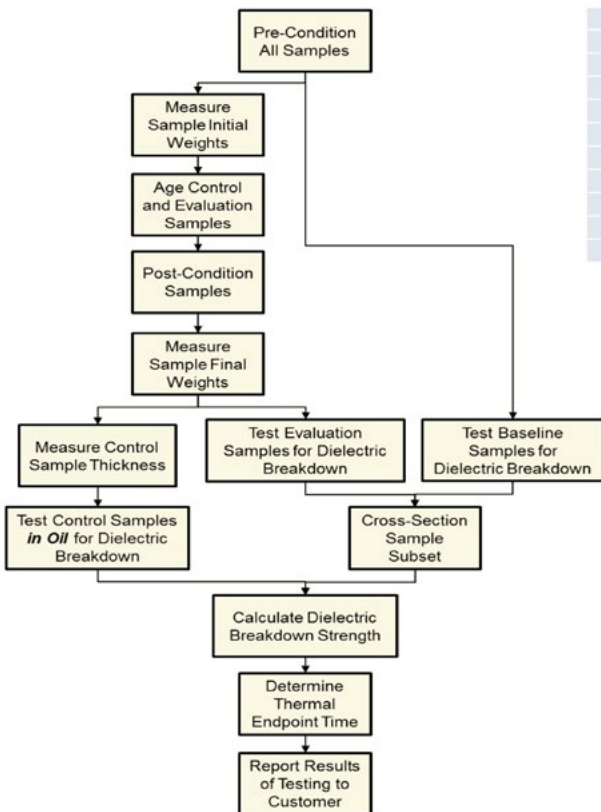 Pre-Condition
All Samples
Measure
Sample Initial
Weights
Age Control
and Evaluation
Samples
Post-Condition
Samples
Measure
Sample Final
Weights
Measure Control
Sample Thickness
Test Evaluation
Samples for Dielectric
Breakdown
Test Baseline
Samples for
Dielectric Breakdown
Test Control Samples
in Oil for Dielectric
Breakdown
Cross-Section
Sample
Subset
Calculate Dielectric
Breakdown Strength
Determine
Thermal
Endpoint Time
Report Results
of Testing to
Customer